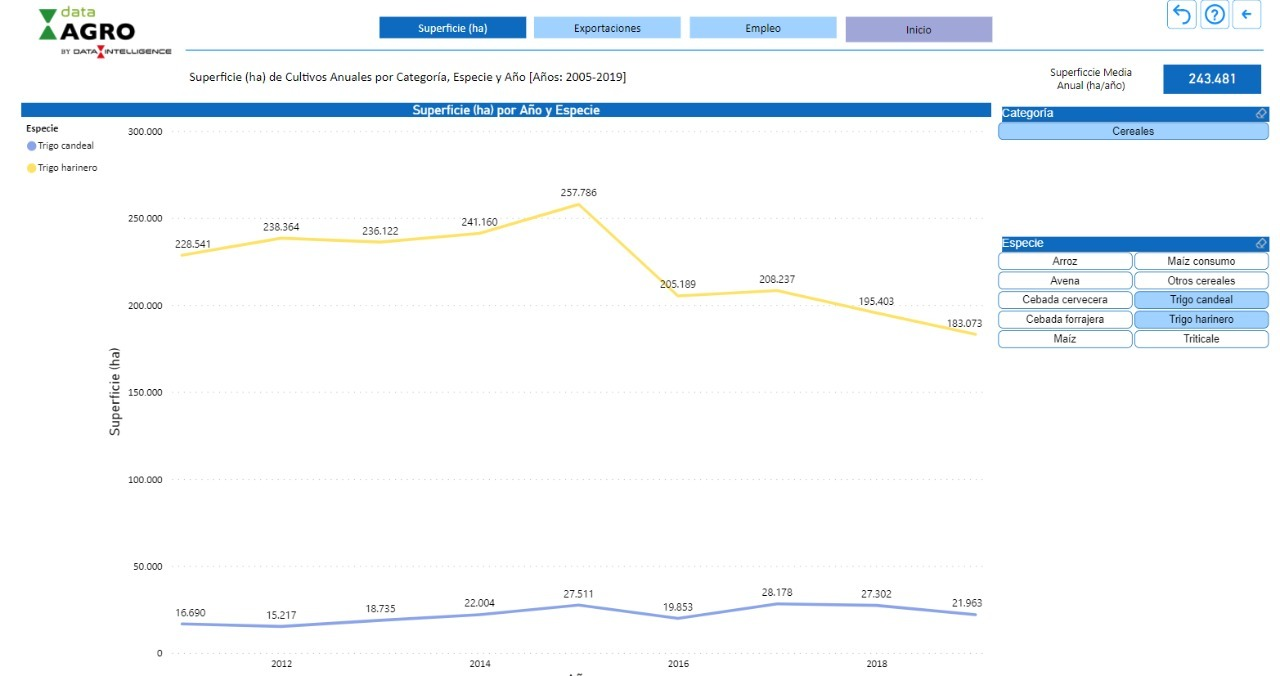 data
AGRO
BY DATA INTELLIGENCE
Superficie (ha)
Exportaciones
Empleo
Inicio
Superficie (ha) de Cultivos Anuales por Categoría, Especie y Año [Años: 2005-2019]
Superficcie Media
Anual (ha/año)
243.481
Superficie (ha) por Año y Especie
Especie
Trigo candeal
Trigo harinero
300.000
250.000
200.000
150.000
100.000
50.000
0
Superficie (ha)
228.541
238.364
236.122
241.160
257.786
205.189
208.237
195.403
183.073
16.690
15.217
18.735
22.004
27.511
19.853
28.178
27.302
21.963
2012
2014
2016
2018
Categoría
Cereales
Especie
Arroz
Maíz consumo
Avena
Otros cereales
Cebada cervecera
Trigo candeal
Cebada forrajera
Trigo harinero
Maíz
Triticale